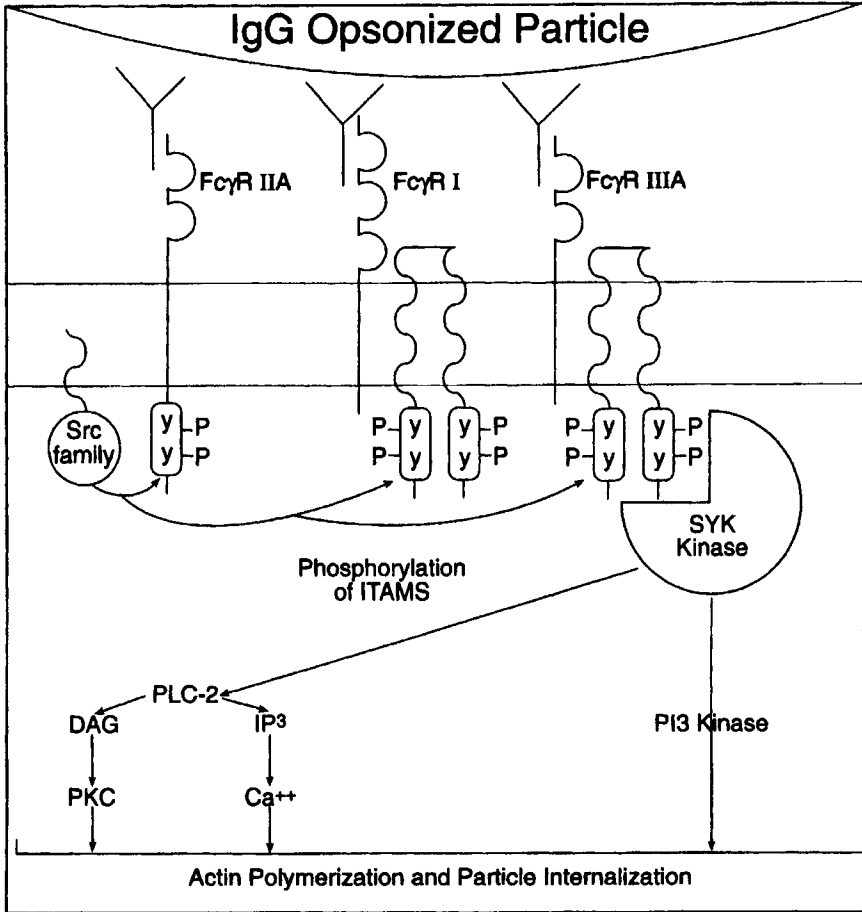 IgG Opsonized Particle
FcγR IIA
FcγR I
FcγR IIIA
Src
family
y
y
P
P
P
P
y
y
y
y
P
P
P
P
y
y
y
y
P
P
SYK
Kinase
Phosphorylation
of ITAMS
PLC-2
DAG
IP3
PI3 Kinase
PKC
Ca++
Actin Polymerization and Particle Internalization